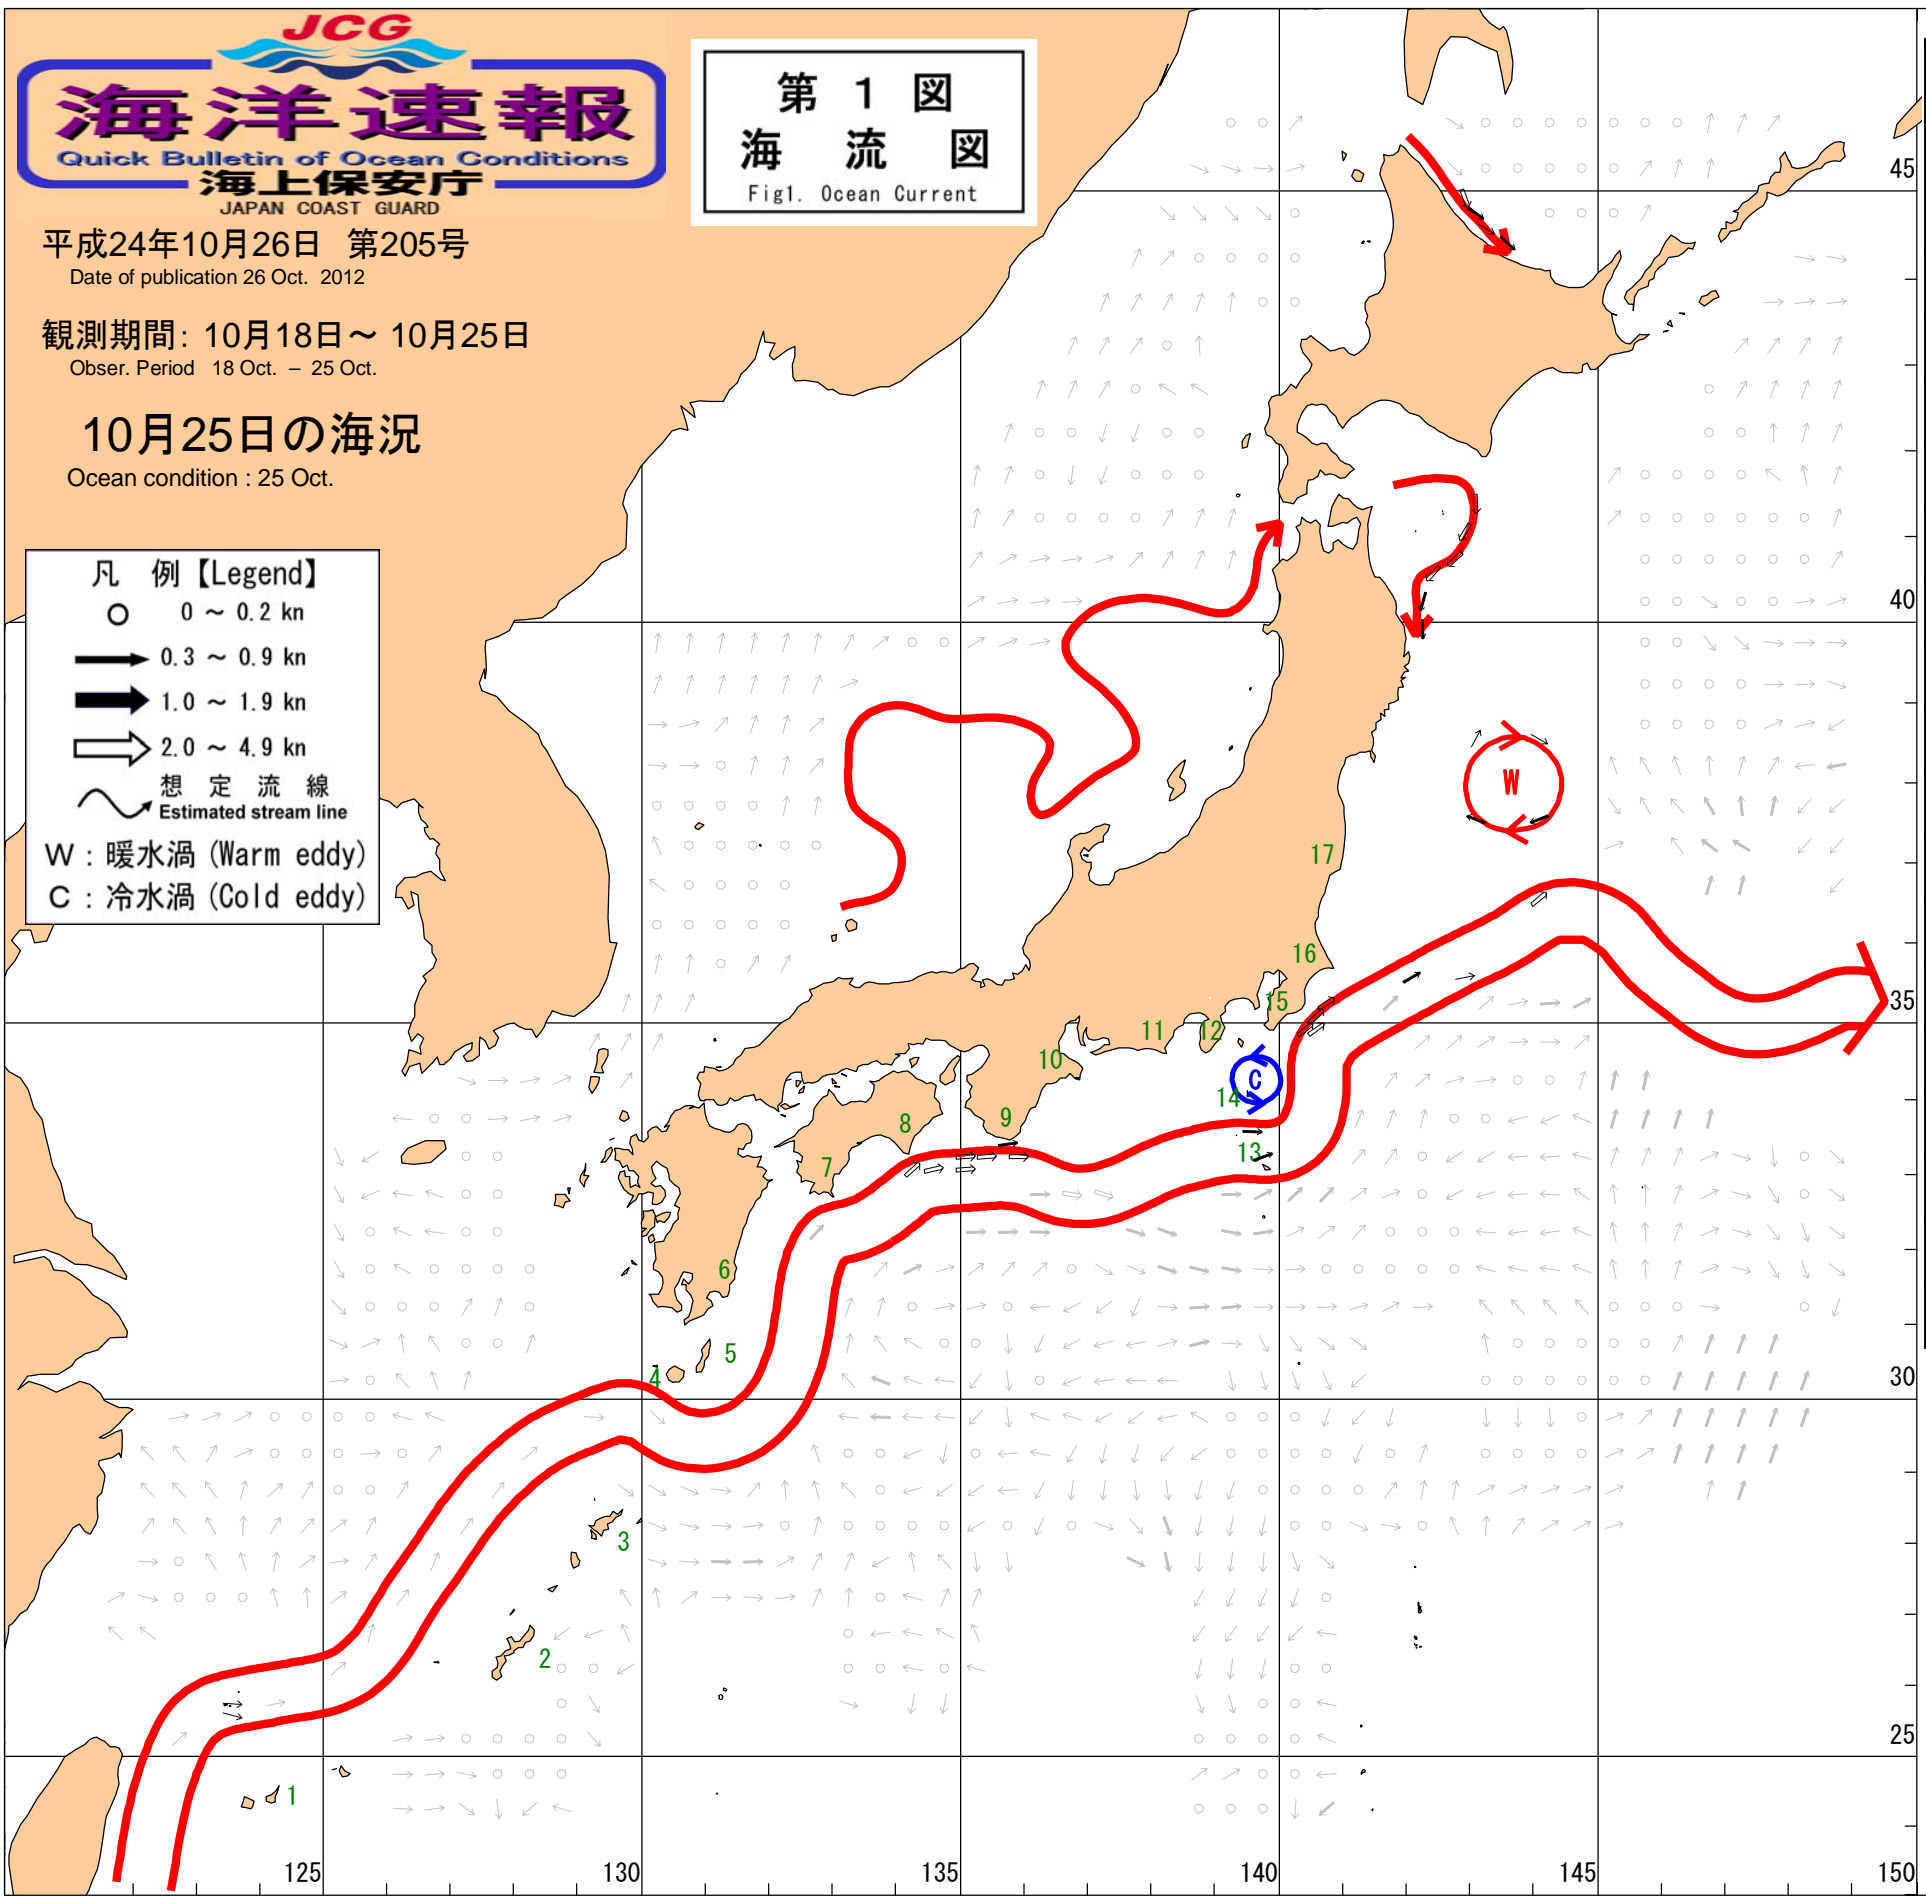 JCG
海洋速報
Quick Bulletin of Ocean Conditions
海上保安庁
JAPAN COAST GUARD
第 1 図
海 流 図
Fig1. Ocean Current
平成24年10月26日 第205号
Date of publication 26 Oct. 2012
観測期間: 10月18日～ 10月25日
Obser. Period 18 Oct. – 25 Oct.
10月25日の海況
Ocean condition : 25 Oct.
凡 例【Legend】
0 ～ 0.2 kn
0.3 ～ 0.9 kn
1.0 ～ 1.9 kn
2.0 ～ 4.9 kn
想 定 流 線
Estimated stream line
W : 暖水渦 (Warm eddy)
C : 冷水渦 (Cold eddy)
45
40
W
17
16
35
15
12
11
10
C
14
9
8
13
7
6
5
4
30
3
2
25
1
125
130
135
140
145
150